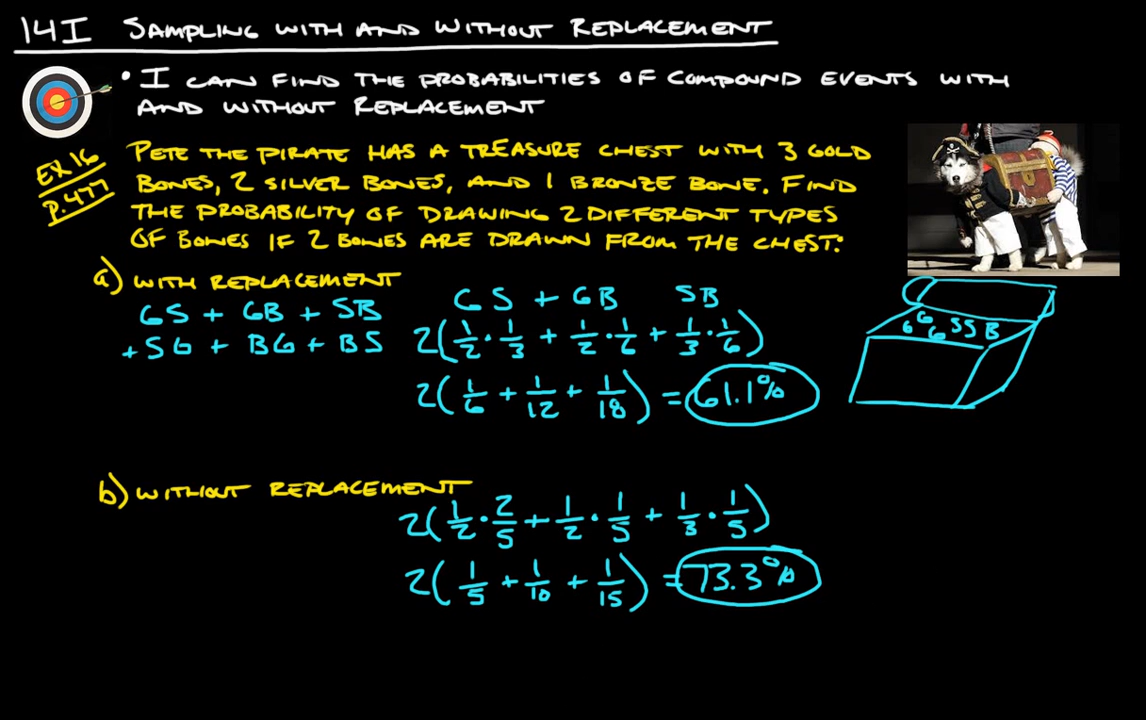 14I SAMPLING WITH AND WITHOUT REPLACEMENT
• I CAN FIND THE PROBABILITIES OF COMPOUND EVENTS WITH
AND WITHOUT REPLACEMENT
EX 16
P. 477
PETE THE PIRATE HAS A TREASURE CHEST WITH 3 GOLD
BONES, 2 SILVER BONES, AND 1 BRONZE BONE. FIND
THE PROBABILITY OF DRAWING 2 DIFFERENT TYPES
OF BONES IF 2 BONES ARE DRAWN FROM THE CHEST:
a) WITH REPLACEMENT
GS + GB + SB
+ SG + BG + BS
GS + GB SB
2(1/2 · 1/3 + 1/2 · 1/6 + 1/3 · 1/6)
2(1/6 + 1/12 + 1/18) = 61.1%
G G G S S B
b) WITHOUT REPLACEMENT
2(1/2 · 2/5 + 1/2 · 1/5 + 1/3 · 1/5)
2(1/5 + 1/10 + 1/15) = 73.3%